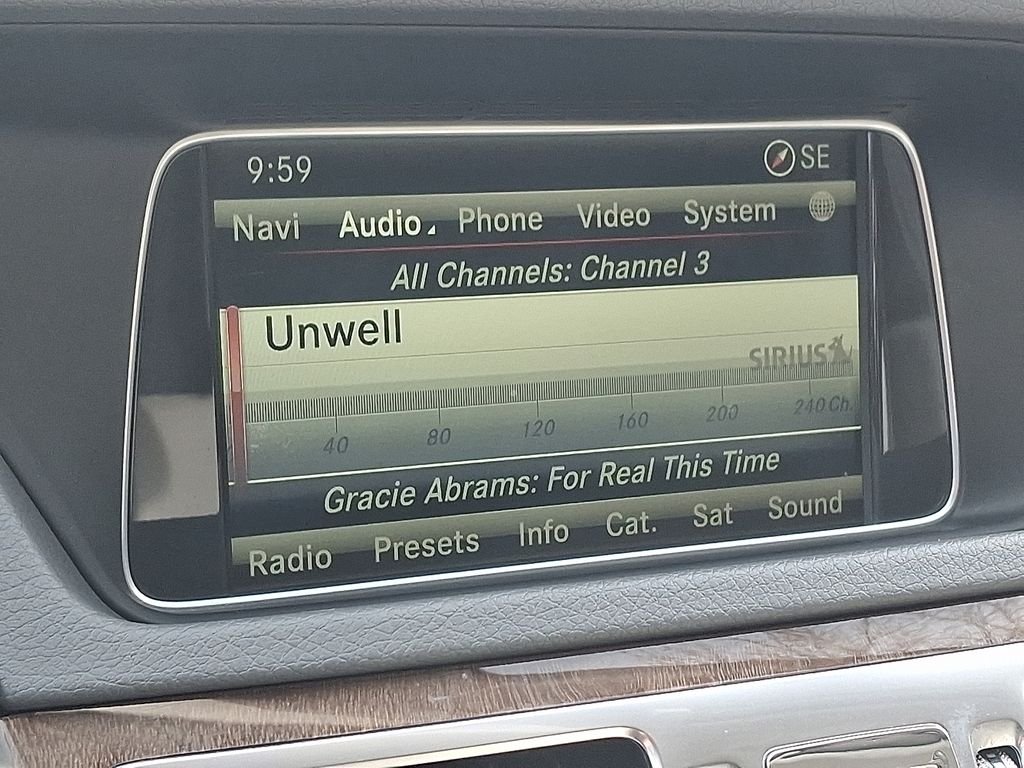 9:59 SE
Navi Audio Phone Video System
All Channels: Channel 3
Unwell
SIRIUS
40 80 120 160 200 240 Ch.
Gracie Abrams: For Real This Time
Radio Presets Info Cat. Sat Sound